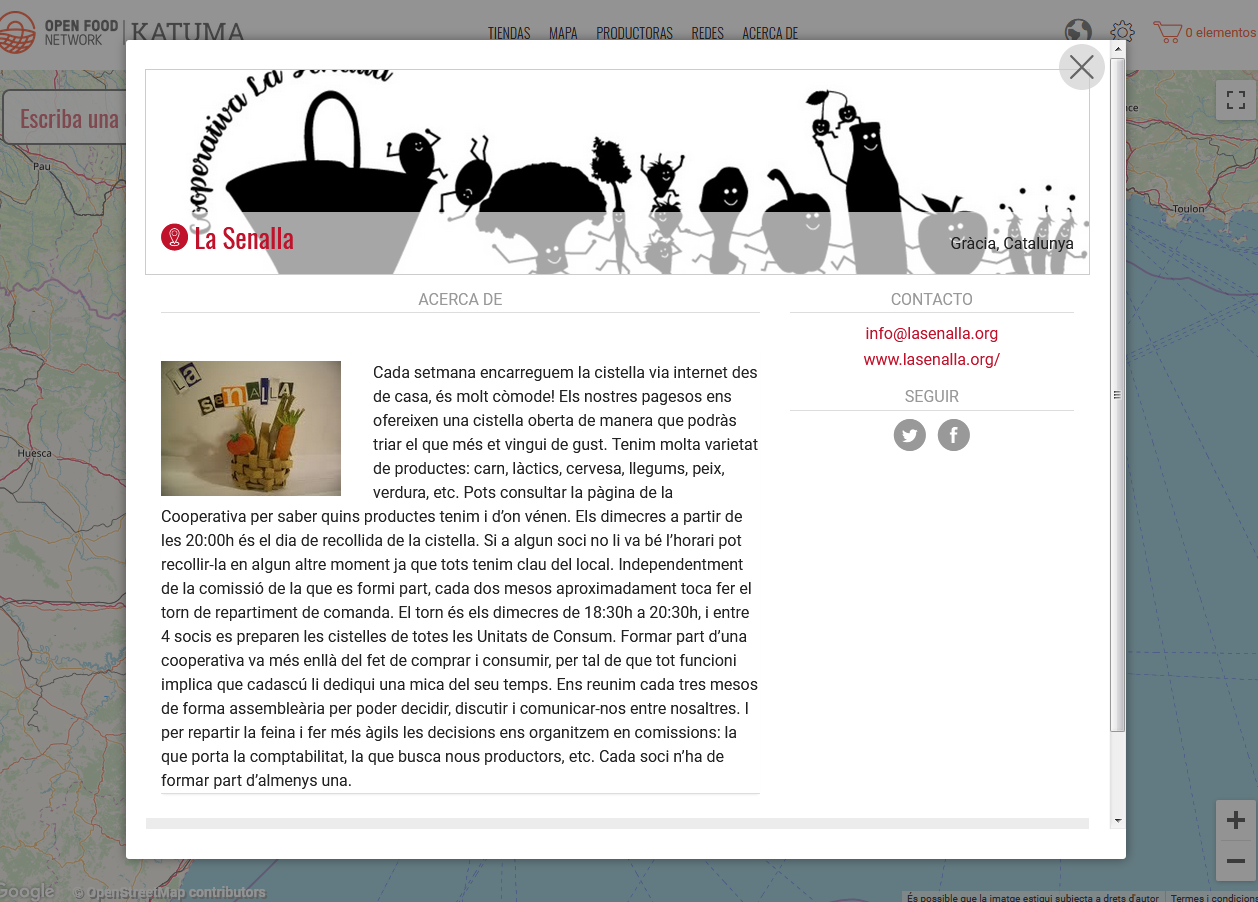 OPEN FOOD
NETWORK
KATUMA
TIENDAS MAPA PRODUCTORAS REDES ACERCA DE
0 elementos
Escriba una
Pau
Huesca
Toulon
Cooperativa La Senalla
La Senalla
Gràcia, Catalunya
ACERCA DE
La
senalla
Cada setmana encarreguem la cistella via internet des
de casa, és molt còmode! Els nostres pagesos ens
ofereixen una cistella oberta de manera que podràs
triar el que més et vingui de gust. Tenim molta varietat
de productes: carn, làctics, cervesa, llegums, peix,
verdura, etc. Pots consultar la pàgina de la
Cooperativa per saber quins productes tenim i d’on vénen. Els dimecres a partir de
les 20:00h és el dia de recollida de la cistella. Si a algun soci no li va bé l’horari pot
recollir-la en algun altre moment ja que tots tenim clau del local. Independentment
de la comissió de la que es formi part, cada dos mesos aproximadament toca fer el
torn de repartiment de comanda. El torn és els dimecres de 18:30h a 20:30h, i entre
4 socis es preparen les cistelles de totes les Unitats de Consum. Formar part d’una
cooperativa va més enllà del fet de comprar i consumir, per tal de que tot funcioni
implica que cadascú li dediqui una mica del seu temps. Ens reunim cada tres mesos
de forma assembleària per poder decidir, discutir i comunicar-nos entre nosaltres. I
per repartir la feina i fer més àgils les decisions ens organitzem en comissions: la
que porta la comptabilitat, la que busca nous productors, etc. Cada soci n’ha de
formar part d’almenys una.
CONTACTO
info@lasenalla.org
www.lasenalla.org/
SEGUIR
Google
© OpenStreetMap contributors
És possible que la imatge estigui subjecta a drets d'autor
Termes i condicions